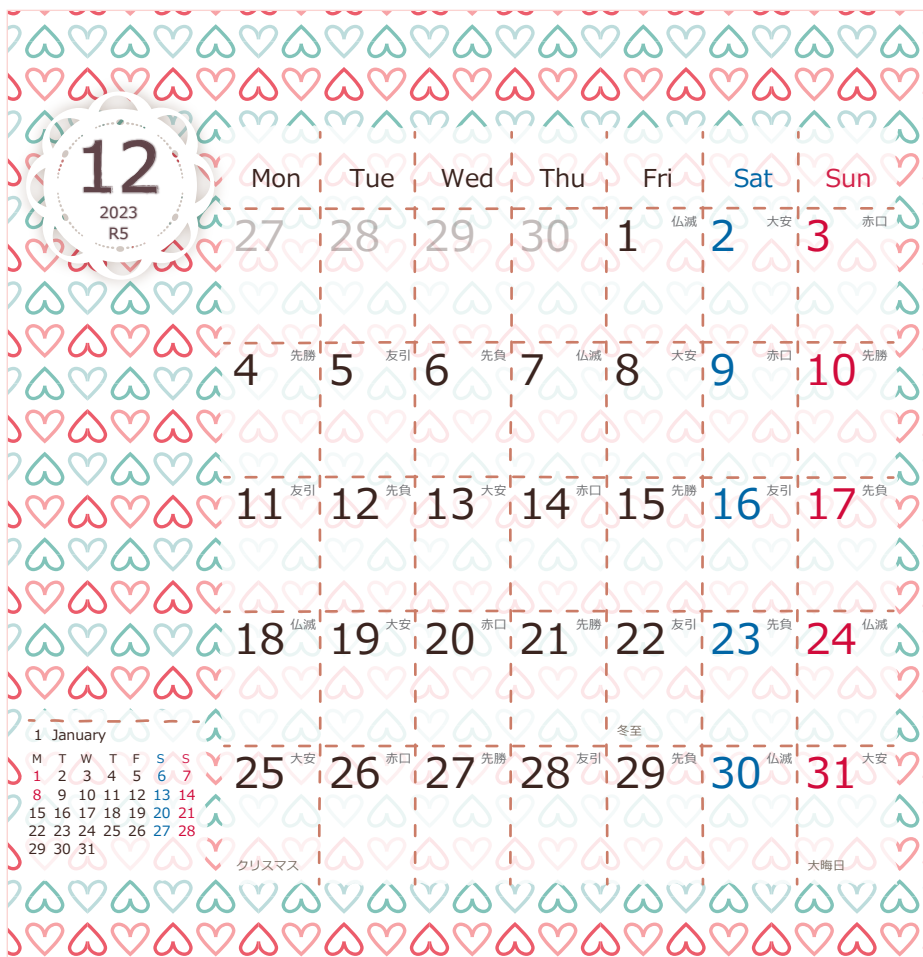 12
2023
R5
Mon Tue Wed Thu Fri Sat Sun
27 28 29 30 1 仏滅 2 大安 3 赤口
4 先勝 5 友引 6 先負 7 仏滅 8 大安 9 赤口 10 先勝
11 友引 12 先負 13 大安 14 赤口 15 先勝 16 友引 17 先負
18 仏滅 19 大安 20 赤口 21 先勝 22 友引 23 先負 24 仏滅
冬至
25 大安 26 赤口 27 先勝 28 友引 29 先負 30 仏滅 31 大安
クリスマス 大晦日
1 January
M T W T F S S
1 2 3 4 5 6 7
8 9 10 11 12 13 14
15 16 17 18 19 20 21
22 23 24 25 26 27 28
29 30 31